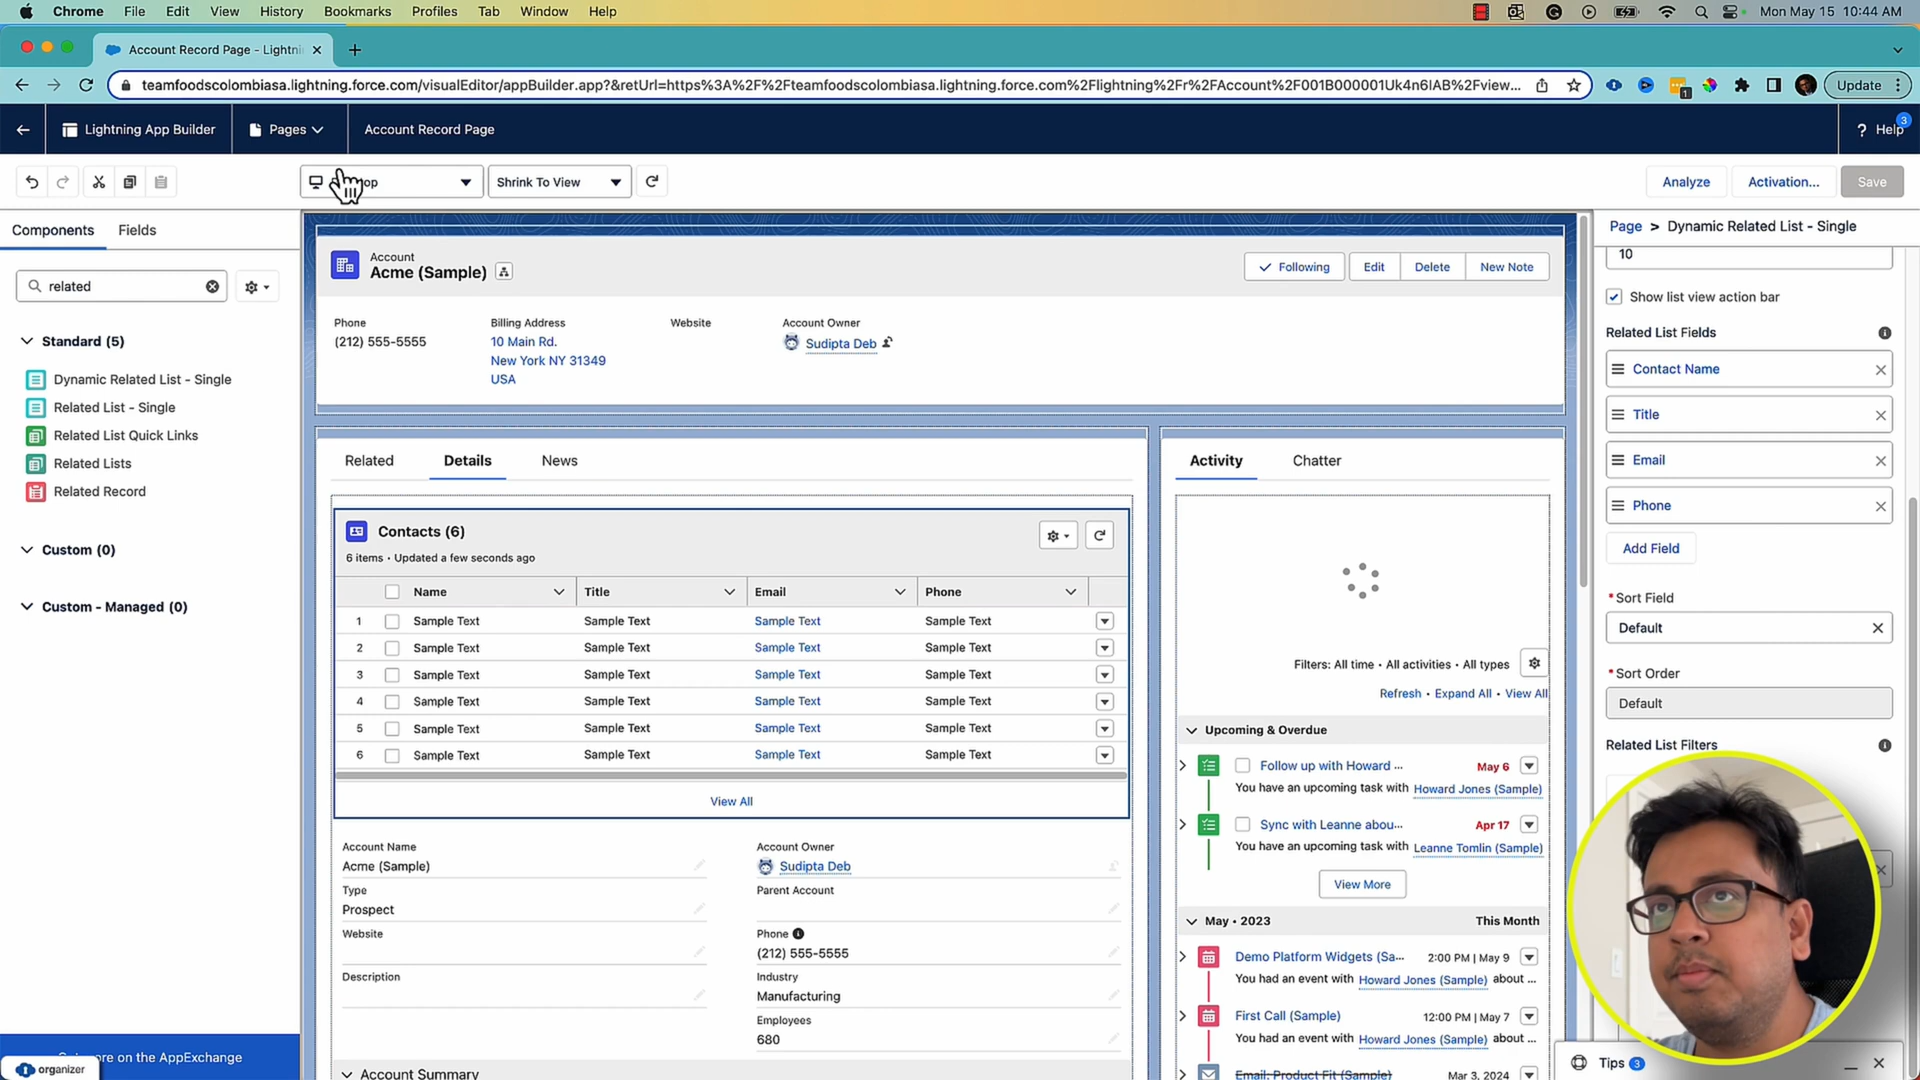 Chrome File Edit View History Bookmarks Profiles Tab Window Help Mon May 15 10:44 AM
Account Record Page - Lightni
teamfoodscolombiasa.lightning.force.com/visualEditor/appBuilder.app?&retUrl=https%3A%2F%2Fteamfoodscolombiasa.lightning.force.com%2Flightning%2Fr%2FAccount%2F001B000001Uk4n6IAB%2Fview...
1
Update
Lightning App Builder
Pages
Account Record Page
? Help
3
op
Shrink To View
Analyze
Activation...
Save
Components
Fields
related
Standard (5)
Dynamic Related List - Single
Related List - Single
Related List Quick Links
Related Lists
Related Record
Custom (0)
Custom - Managed (0)
ore on the AppExchange
organizer
Account
Acme (Sample)
Following
Edit
Delete
New Note
Phone
(212) 555-5555
Billing Address
10 Main Rd.
New York NY 31349
USA
Website
Account Owner
Sudipta Deb
Related
Details
News
Contacts (6)
6 items • Updated a few seconds ago
Name Title Email Phone
1 Sample Text Sample Text Sample Text Sample Text
2 Sample Text Sample Text Sample Text Sample Text
3 Sample Text Sample Text Sample Text Sample Text
4 Sample Text Sample Text Sample Text Sample Text
5 Sample Text Sample Text Sample Text Sample Text
6 Sample Text Sample Text Sample Text Sample Text
View All
Account Name
Acme (Sample)
Account Owner
Sudipta Deb
Type
Prospect
Parent Account
Website
Phone
(212) 555-5555
Description
Industry
Manufacturing
Employees
680
Account Summary
Activity
Chatter
Filters: All time • All activities • All types
Refresh • Expand All • View All
Upcoming & Overdue
Follow up with Howard ... May 6
You have an upcoming task with Howard Jones (Sample)
Sync with Leanne abou... Apr 17
You have an upcoming task with Leanne Tomlin (Sample)
View More
May • 2023 This Month
Demo Platform Widgets (Sa... 2:00 PM | May 9
You had an event with Howard Jones (Sample) about ...
First Call (Sample) 12:00 PM | May 7
You had an event with Howard Jones (Sample) about ...
Email: Product Fit (Sample) Mar 3, 2024
Page > Dynamic Related List - Single
10
Show list view action bar
Related List Fields
Contact Name
Title
Email
Phone
Add Field
*Sort Field
Default
*Sort Order
Default
Related List Filters
Tips 3